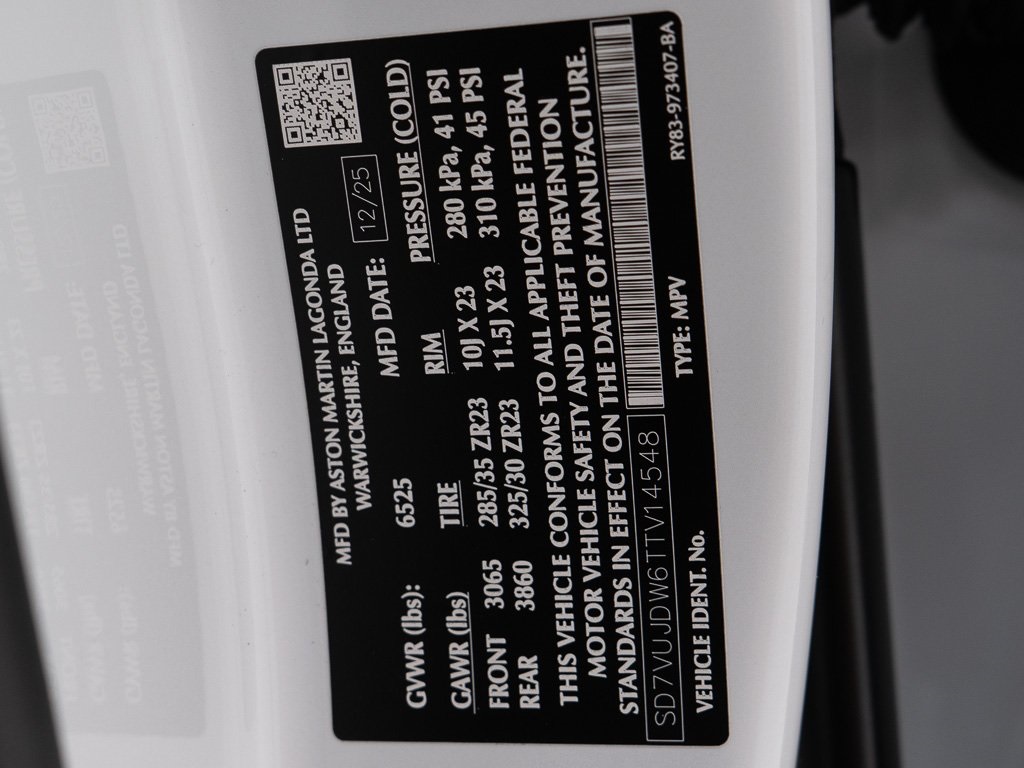 MFD BY ASTON MARTIN LAGONDA LTD
WARWICKSHIRE, ENGLAND
GVWR (lbs): 6525 MFD DATE: 12/25
GAWR (lbs) TIRE RIM PRESSURE (COLD)
FRONT 3065 285/35 ZR23 10J X 23 280 kPa, 41 PSI
REAR 3860 325/30 ZR23 11.5J X 23 310 kPa, 45 PSI
THIS VEHICLE CONFORMS TO ALL APPLICABLE FEDERAL
MOTOR VEHICLE SAFETY AND THEFT PREVENTION
STANDARDS IN EFFECT ON THE DATE OF MANUFACTURE.
SD7VUJDW6TTV14548
VEHICLE IDENT. No. TYPE: MPV RY83-973407-BA